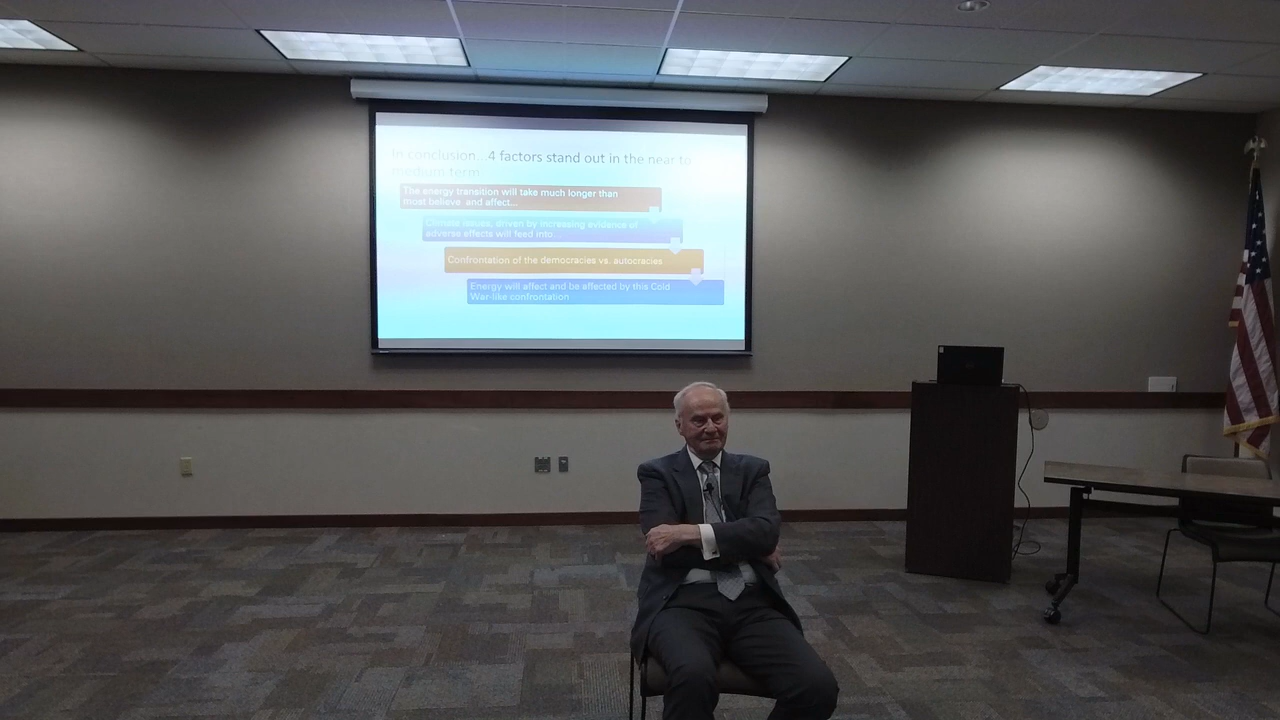 In conclusion...4 factors stand out in the near to
medium term
The energy transition will take much longer than
most believe and affect...
Climate issues, driven by increasing evidence of
adverse effects will feed into...
Confrontation of the democracies vs. autocracies
Energy will affect and be affected by this Cold
War-like confrontation